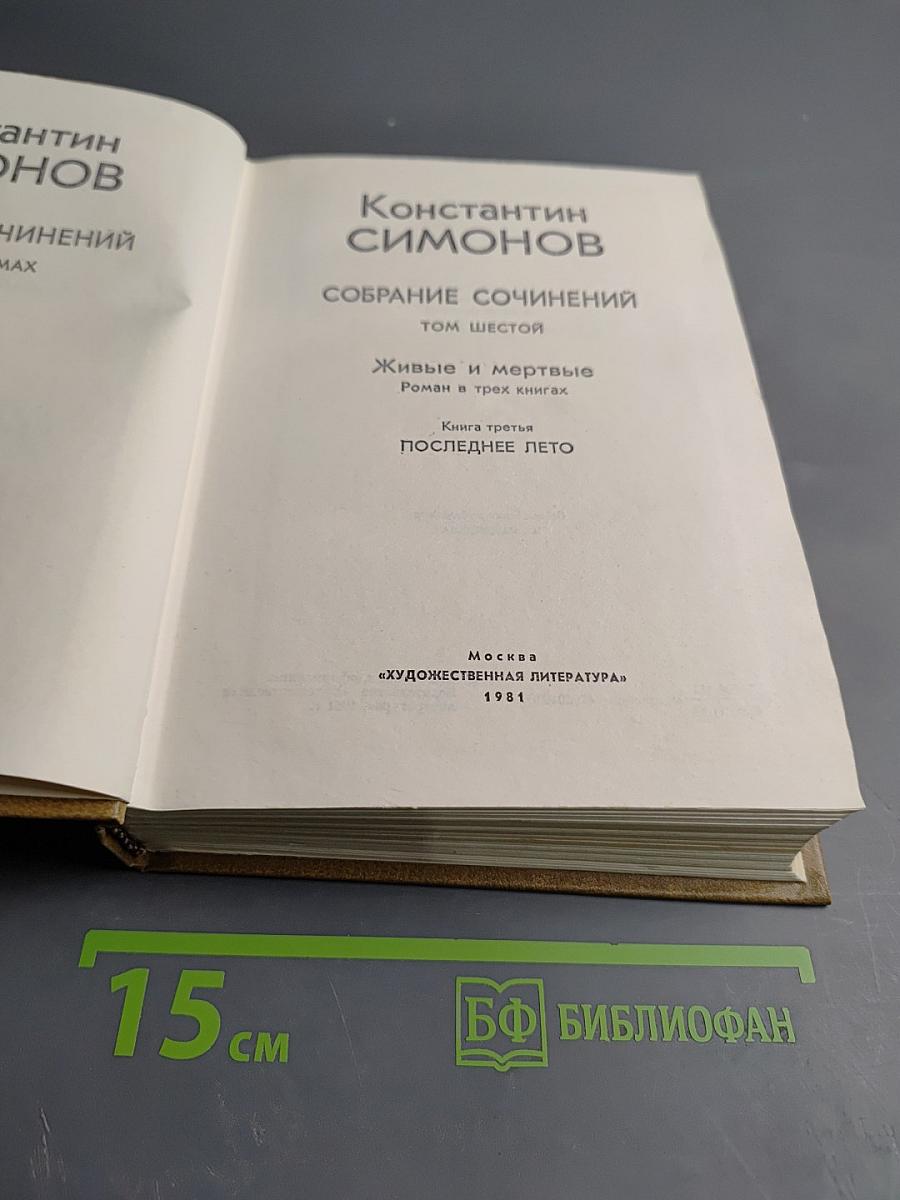 тантин
ОНОВ
ЧИНЕНИЙ
МАХ
Константин
СИМОНОВ
СОБРАНИЕ СОЧИНЕНИЙ
ТОМ ШЕСТОЙ
Живые и мертвые
Роман в трех книгах
Книга третья
ПОСЛЕДНЕЕ ЛЕТО
Москва
«ХУДОЖЕСТВЕННАЯ ЛИТЕРАТУРА»
1981
15 см
БФ БИБЛИОФАН